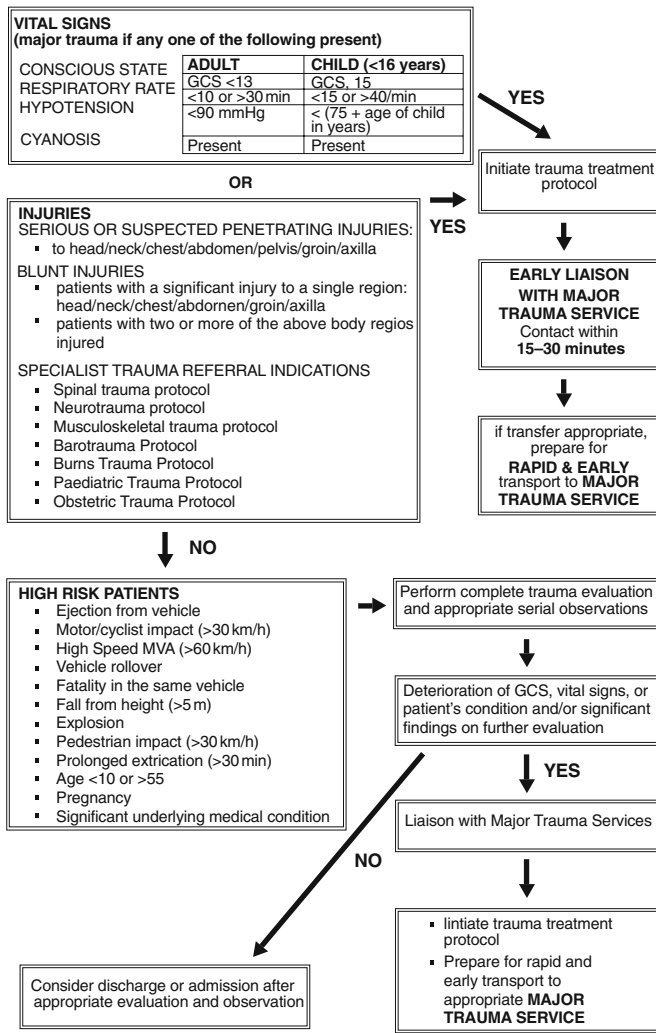 VITAL SIGNS
(major trauma if any one of the following present)
ADULT CHILD (<16 years)
CONSCIOUS STATE GCS <13 GCS, 15
RESPIRATORY RATE <10 or >30 min <15 or >40/min
HYPOTENSION <90 mmHg < (75 + age of child
in years)
CYANOSIS Present Present
YES
OR
Initiate trauma treatment
protocol
YES
INJURIES
SERIOUS OR SUSPECTED PENETRATING INJURIES:
▪ to head/neck/chest/abdomen/pelvis/groin/axilla
BLUNT INJURIES
▪ patients with a significant injury to a single region:
head/neck/chest/abdornen/groin/axilla
▪ patients with two or more of the above body regios
injured
SPECIALIST TRAUMA REFERRAL INDICATIONS
▪ Spinal trauma protocol
▪ Neurotrauma protocol
▪ Musculoskeletal trauma protocol
▪ Barotrauma Protocol
▪ Burns Trauma Protocol
▪ Paediatric Trauma Protocol
▪ Obstetric Trauma Protocol
EARLY LIAISON
WITH MAJOR
TRAUMA SERVICE
Contact within
15–30 minutes
if transfer appropriate,
prepare for
RAPID & EARLY
transport to MAJOR
TRAUMA SERVICE
NO
HIGH RISK PATIENTS
▪ Ejection from vehicle
▪ Motor/cyclist impact (>30 km/h)
▪ High Speed MVA (>60 km/h)
▪ Vehicle rollover
▪ Fatality in the same vehicle
▪ Fall from height (>5 m)
▪ Explosion
▪ Pedestrian impact (>30 km/h)
▪ Prolonged extrication (>30 min)
▪ Age <10 or >55
▪ Pregnancy
▪ Significant underlying medical condition
Perform complete trauma evaluation
and appropriate serial observations
Deterioration of GCS, vital signs, or
patient's condition and/or significant
findings on further evaluation
YES
Liaison with Major Trauma Services
NO
▪ lintiate trauma treatment
protocol
▪ Prepare for rapid and
early transport to
appropriate MAJOR
TRAUMA SERVICE
Consider discharge or admission after
appropriate evaluation and observation